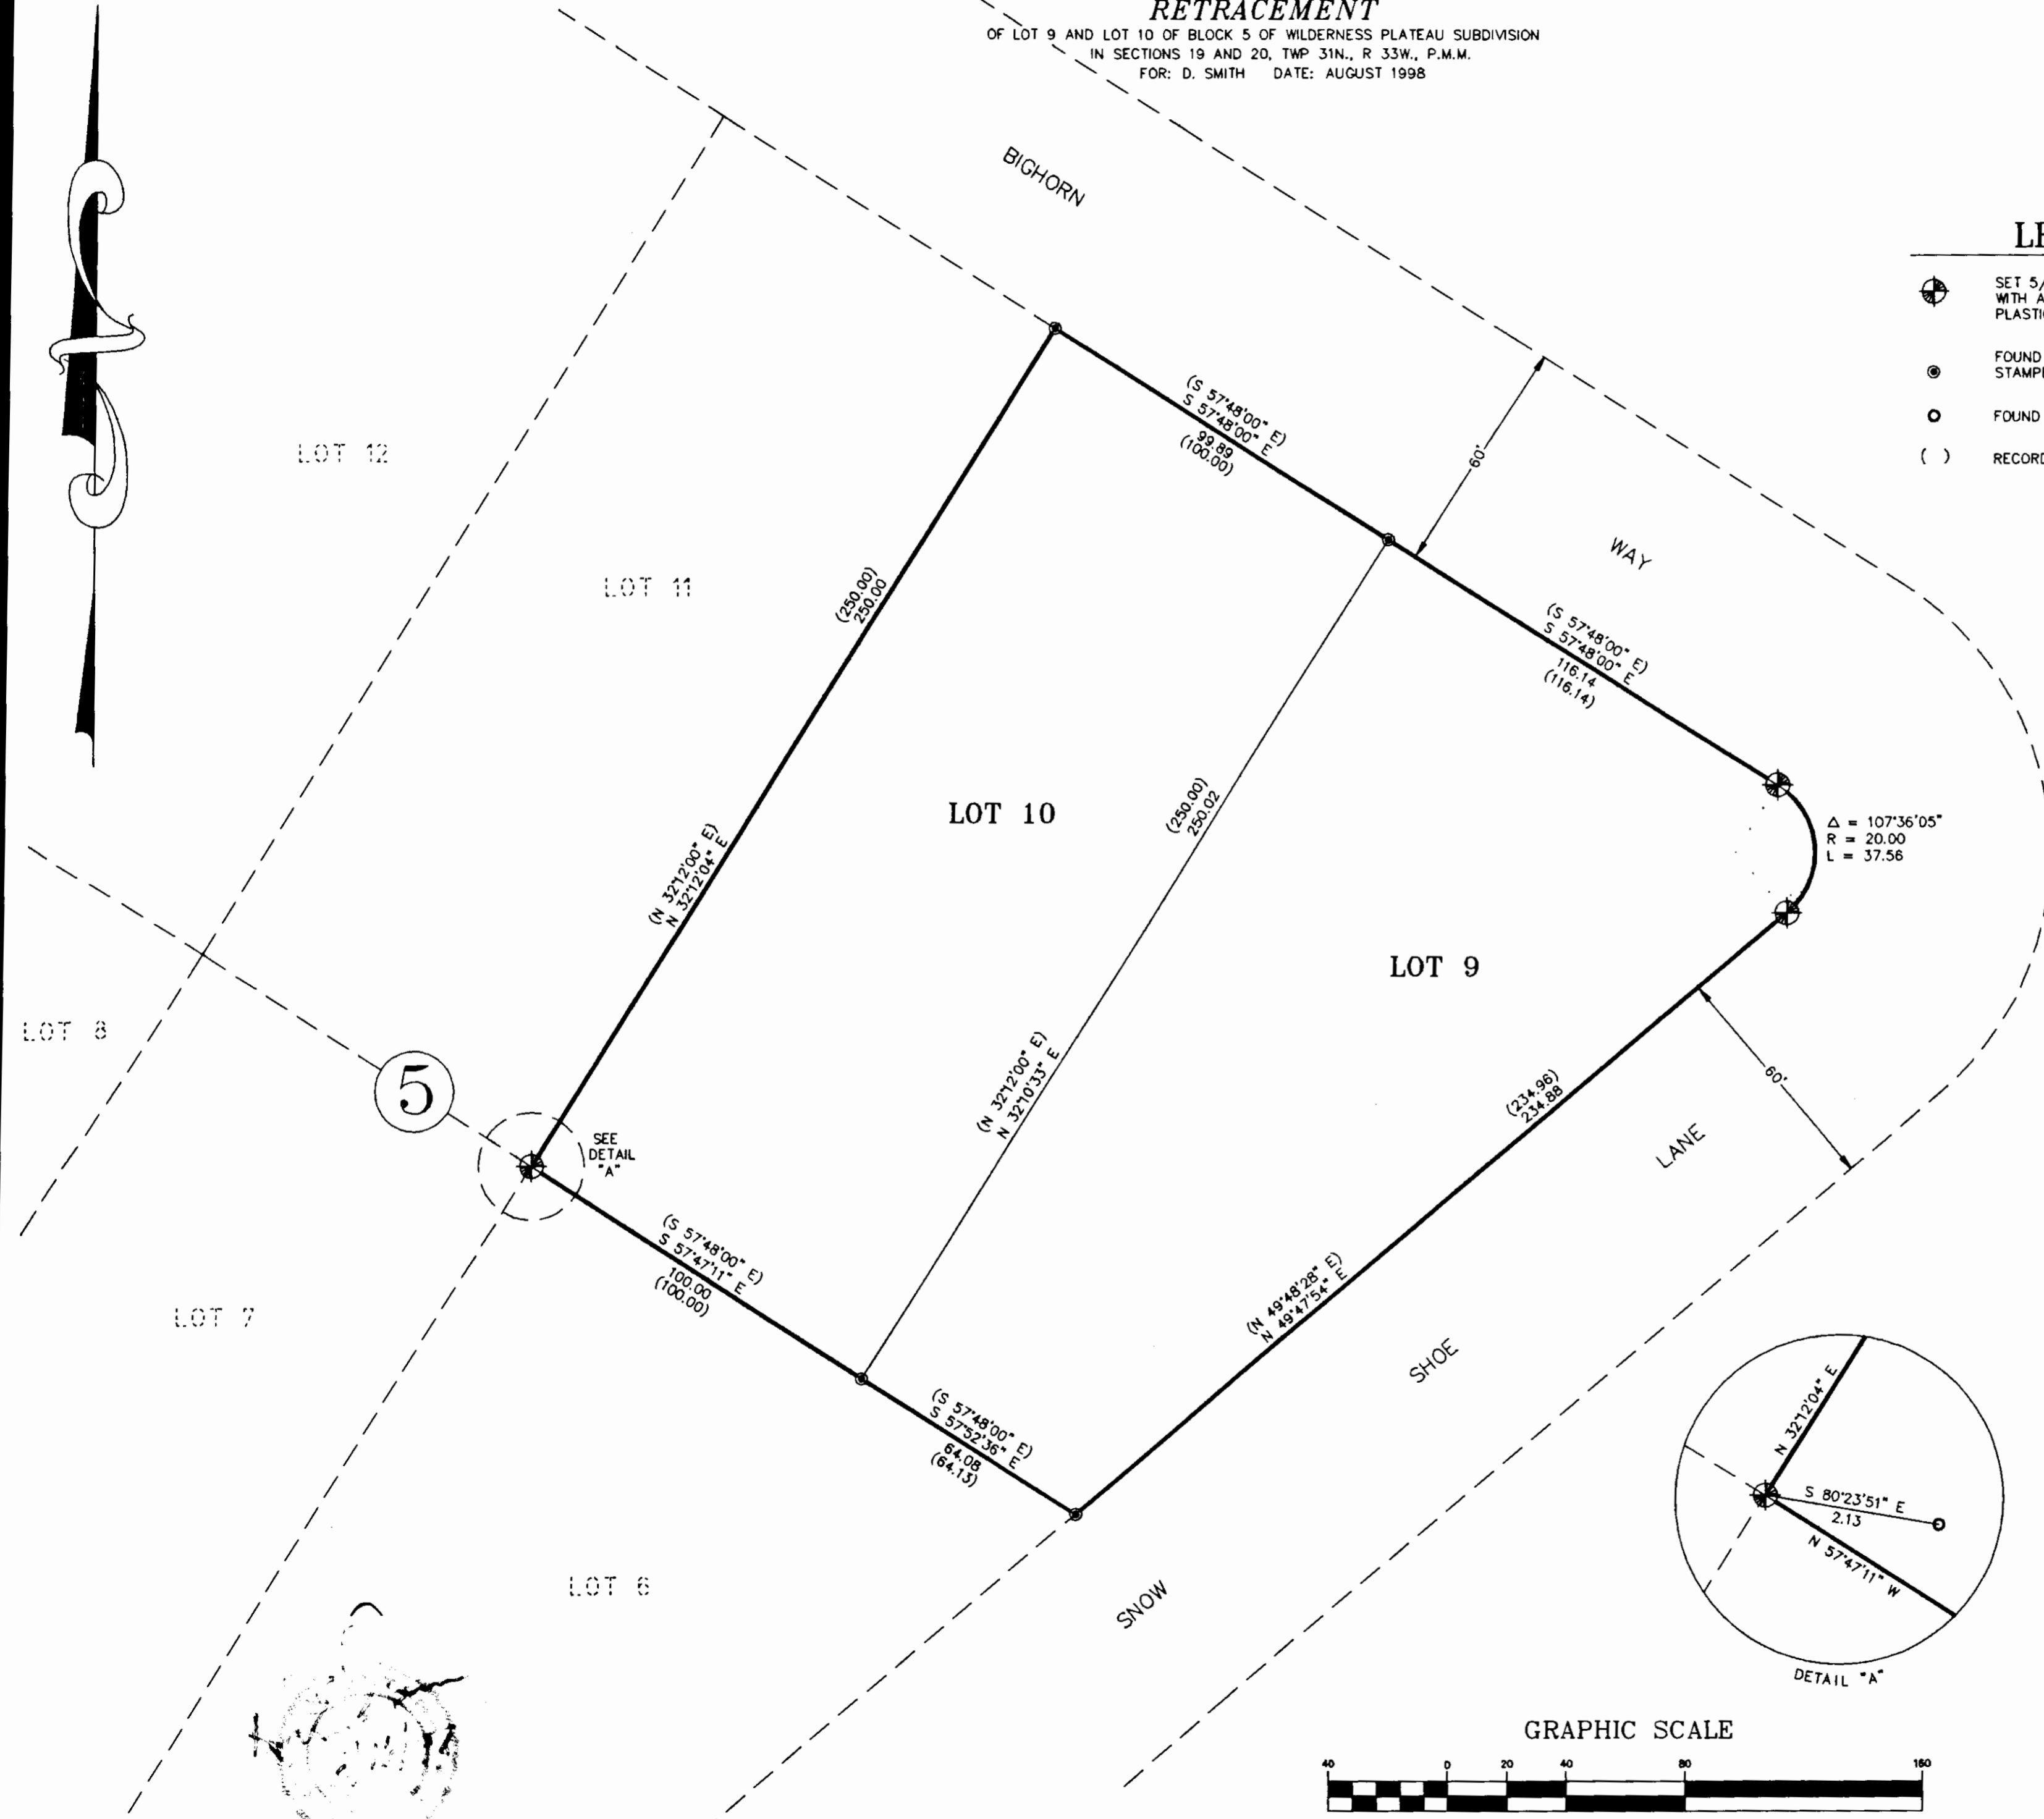 RETRACEMENT
OF LOT 9 AND LOT 10 OF BLOCK 5 OF WILDERNESS PLATEAU SUBDIVISION
IN SECTIONS 19 AND 20, TWP 31N., R 33W., P.M.M.
FOR: D. SMITH DATE: AUGUST 1998
BIGHORN
WAY
SET 5/
WITH A
FOUND
FOUND
( ) RECORD
LOT 12
LOT 11
LOT 10
LOT 9
LOT 8
LOT 7
LOT 6
5
(S 57°48'00" E)
S 57°48'00" E
99.89
(100.00)
60'
(S 57°48'00" E)
S 57°48'00" E
116.14
(116.14)
(250.00)
250.00
(N 32°12'00" E)
N 32°12'04" E
(250.00)
250.02
(N 32°12'00" E)
N 32°10'33" E
Δ = 107°36'05"
R = 20.00
L = 37.56
(234.96)
234.88
(N 49°48'28" E)
N 49°47'54" E
60'
LANE
SHOE
SNOW
SEE
DETAIL
"A"
(S 57°48'00" E)
S 57°47'11" E
100.00
(100.00)
(S 57°48'00" E)
S 57°52'36" E
64.08
(64.13)
N 32°12'04" E
S 80°23'51" E
2.13
N 57°47'11" W
DETAIL "A"
GRAPHIC SCALE
40 0 20 40 80 160